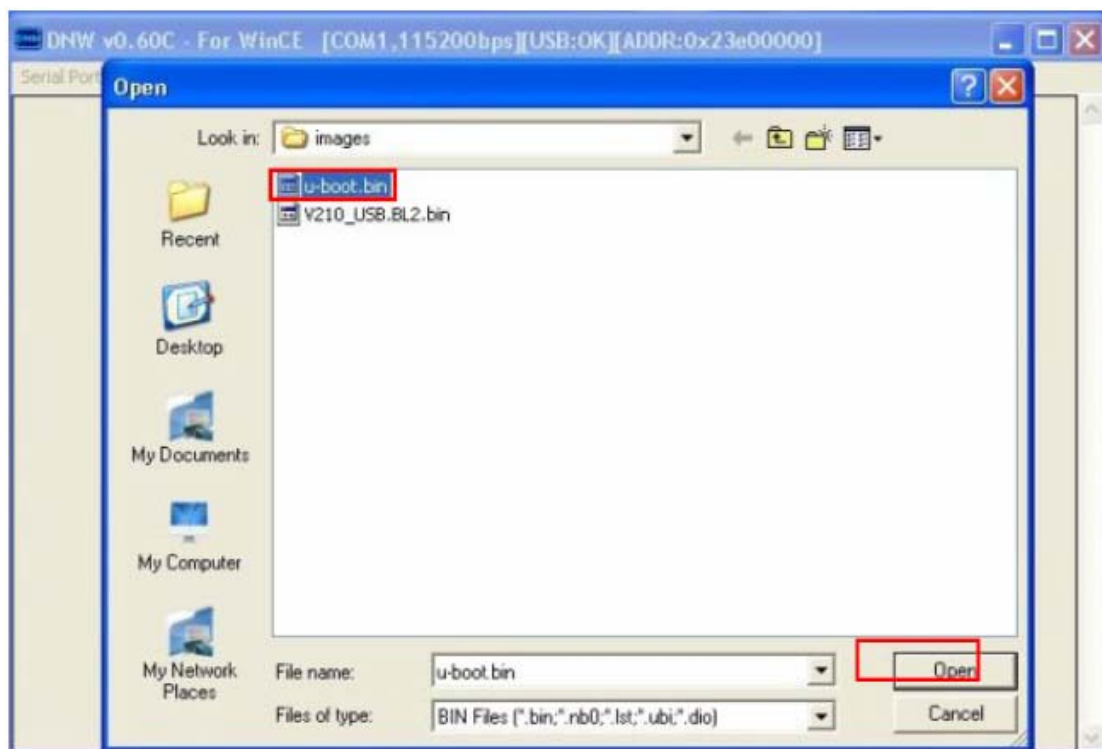 DNW v0.60C - For WinCE [COM1,115200bps][USB:OK][ADDR:0x23e00000]
Serial Port
Open
Look in: images
u-boot.bin
V210_USB.BL2.bin
Recent
Desktop
My Documents
My Computer
My Network
Places
File name: u-boot.bin Open
Files of type: BIN Files (*.bin;*.nb0;*.lst;*.ubi;*.dio) Cancel